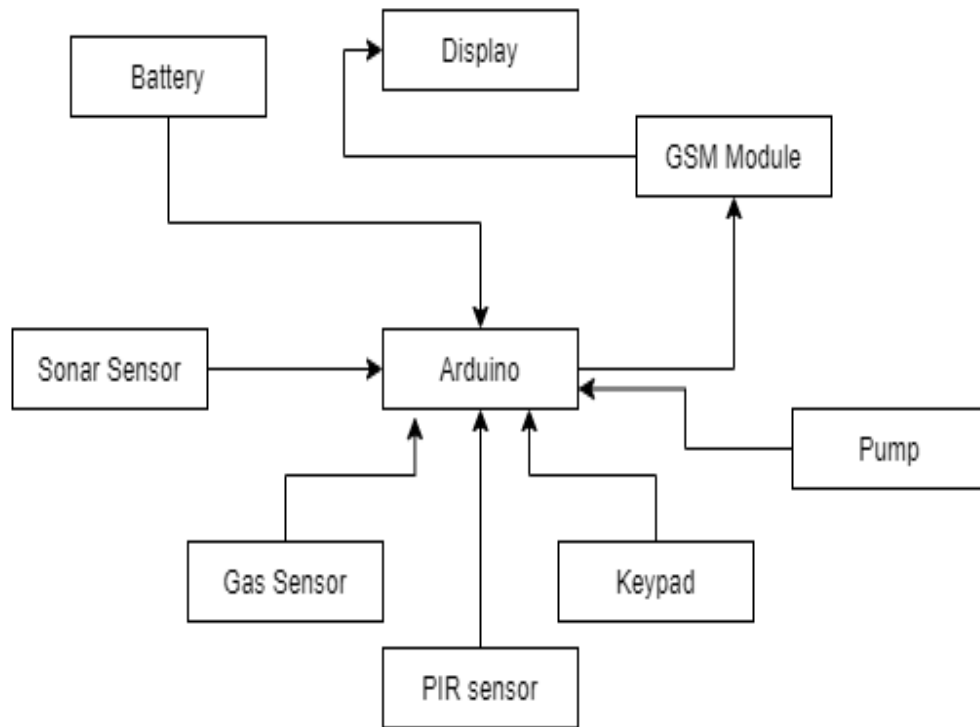 Display
Battery
GSM Module
Sonar Sensor
Arduino
Pump
Gas Sensor
Keypad
PIR sensor